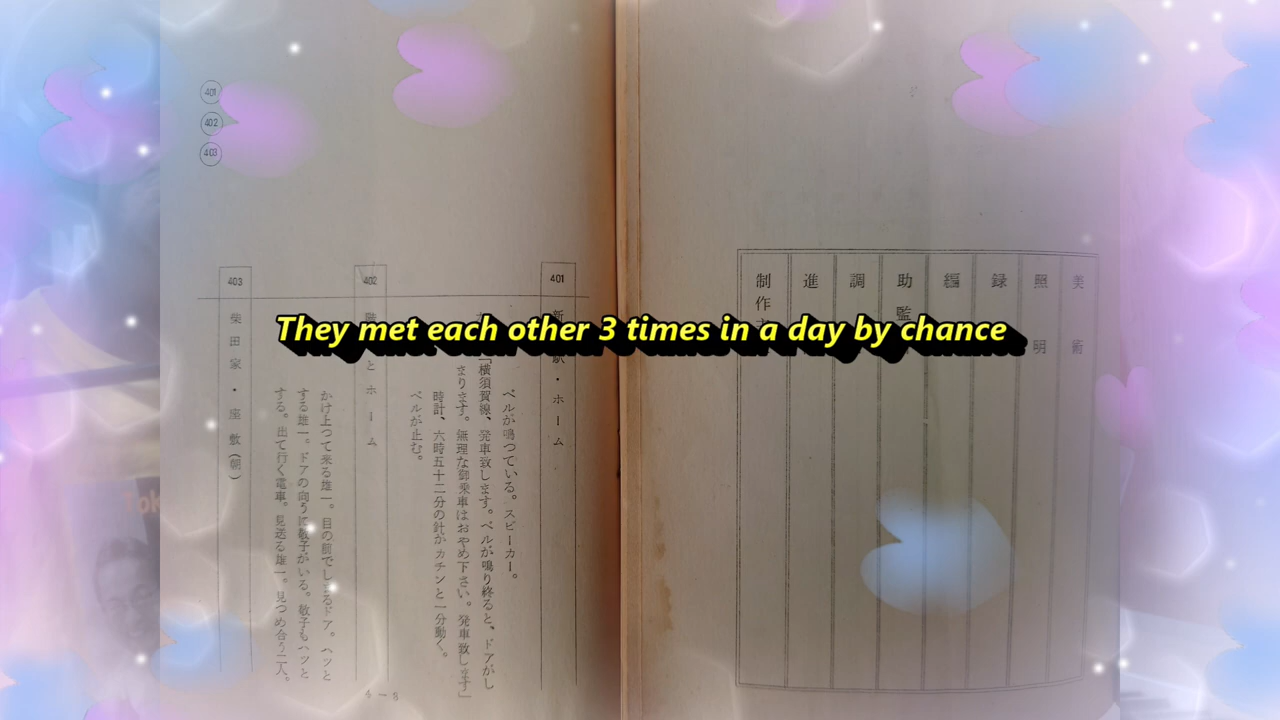 They met each other 3 times in a day by chance
美術
照明
録
編
助監
調
進
制作
401
402
403
401
駅・ホーム
ベルが鳴つている。スピーカー。
「横須賀線、発車致します。ベルが鳴り終ると、ドアがし
まります。無理な御乗車はおやめ下さい。発車致します」
時計、六時五十二分の針がカチンと一分動く。
ベルが止む。
402
とホーム
かけ上つて来る雄一。目の前でしまるドア。ハツと
する雄一。ドアの向うに敬子がいる。敬子もハツと
する。出て行く電車。見送る雄一。見つめ合う二人。
403
柴田家・座敷(朝)
Tok